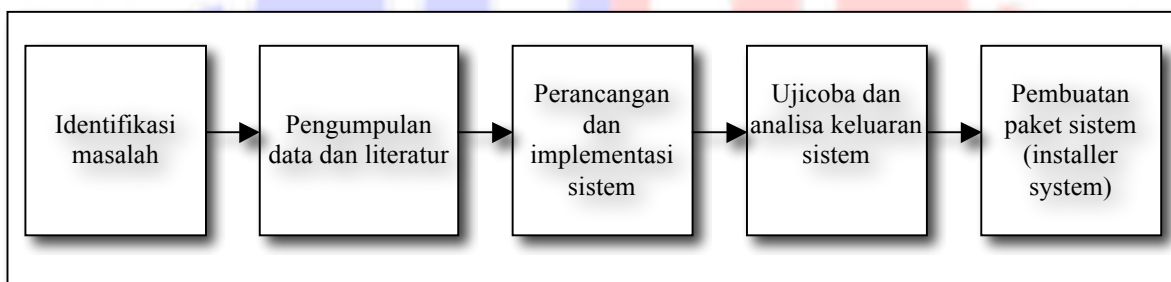 Identifikasi
masalah
Pengumpulan
data dan literatur
Perancangan
dan
implementasi
sistem
Ujicoba dan
analisa keluaran
sistem
Pembuatan
paket sistem
(installer
system)